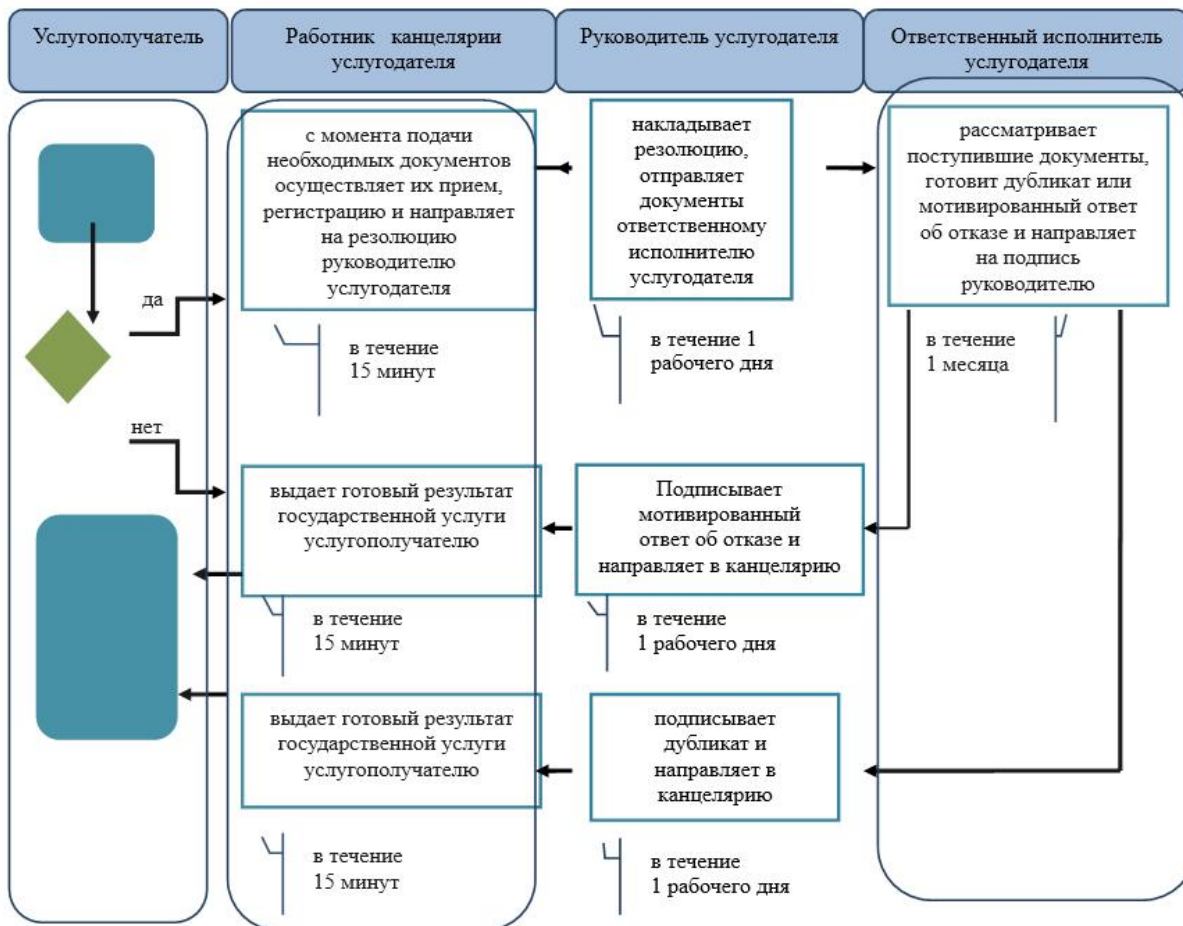 Услугополучатель
Работник канцелярии
услугодателя
Руководитель услугодателя
Ответственный исполнитель
услугодателя
с момента подачи
необходимых документов
осуществляет их прием,
регистрацию и направляет
на резолюцию
руководителю
услугодателя
накладывает
резолюцию,
отправляет
документы
ответственному
исполнителю
услугодателя
рассматривает
поступившие документы,
готовит дубликат или
мотивированный ответ
об отказе и направляет
на подпись
руководителю
да
в течение
15 минут
в течение 1
рабочего дня
в течение
1 месяца
нет
выдает готовый результат
государственной услуги
услугополучателю
Подписывает
мотивированный
ответ об отказе и
направляет в канцелярию
в течение
15 минут
в течение
1 рабочего дня
выдает готовый результат
государственной услуги
услугополучателю
подписывает
дубликат и
направляет в
канцелярию
в течение
15 минут
в течение
1 рабочего дня